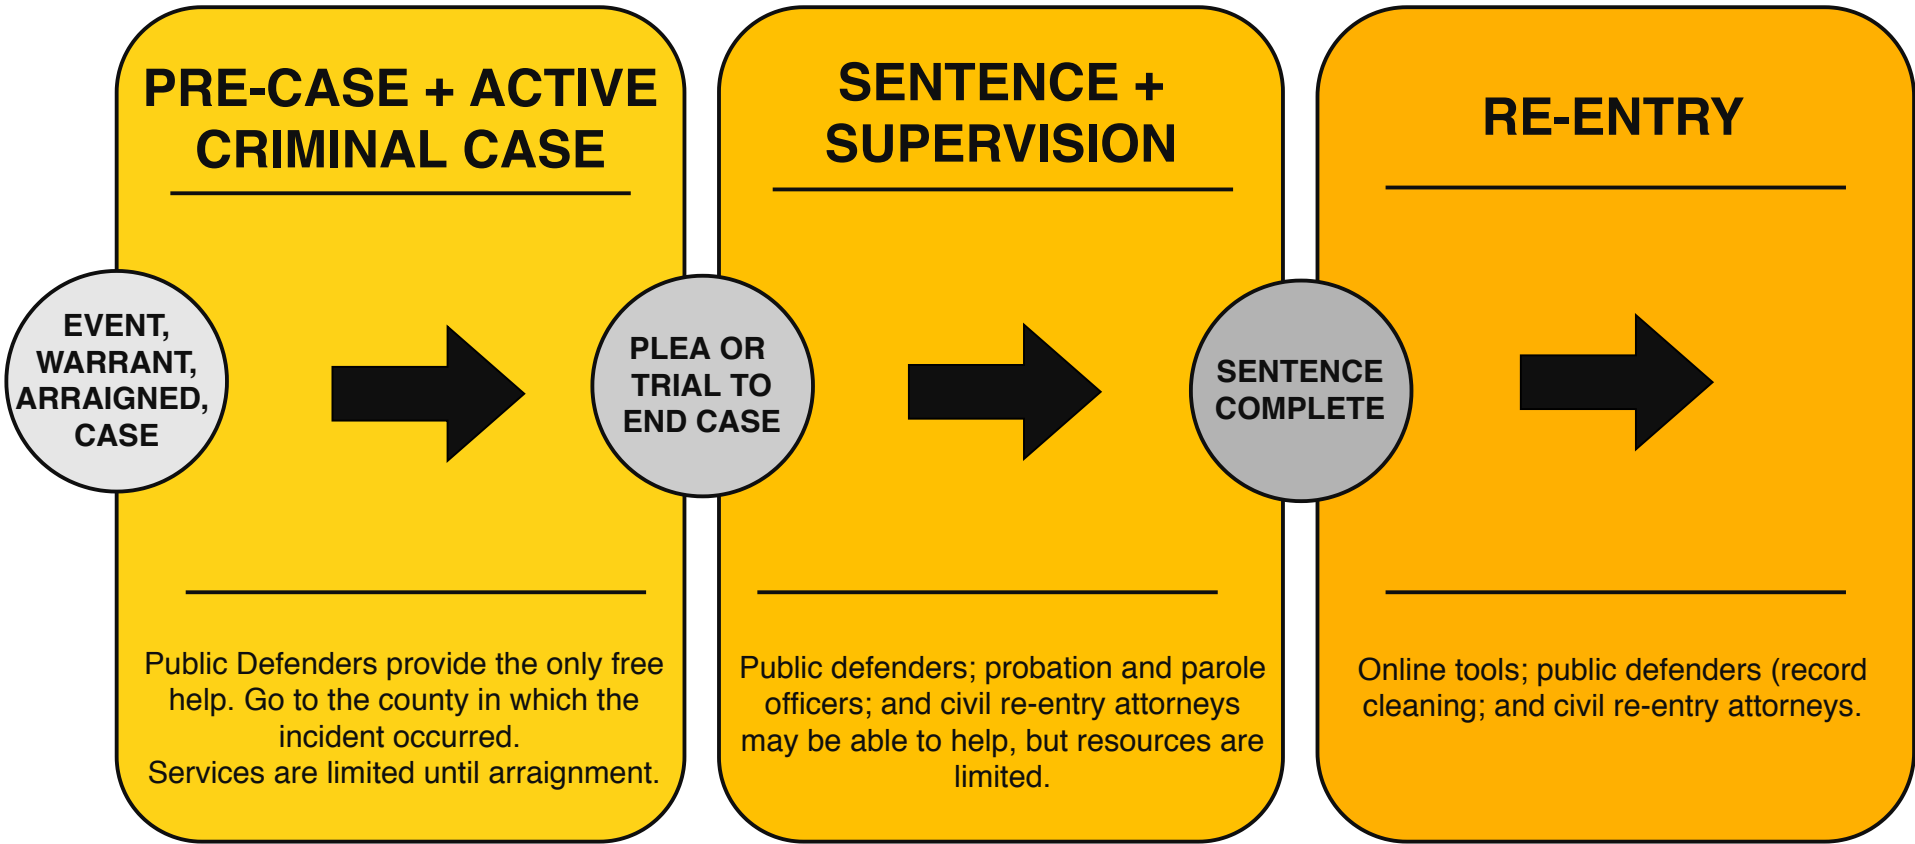 PRE-CASE + ACTIVE
CRIMINAL CASE
EVENT,
WARRANT,
ARRAIGNED,
CASE
Public Defenders provide the only free
help. Go to the county in which the
incident occurred.
Services are limited until arraignment.
PLEA OR
TRIAL TO
END CASE
SENTENCE +
SUPERVISION
Public defenders; probation and parole
officers; and civil re-entry attorneys
may be able to help, but resources are
limited.
SENTENCE
COMPLETE
RE-ENTRY
Online tools; public defenders (record
cleaning; and civil re-entry attorneys.